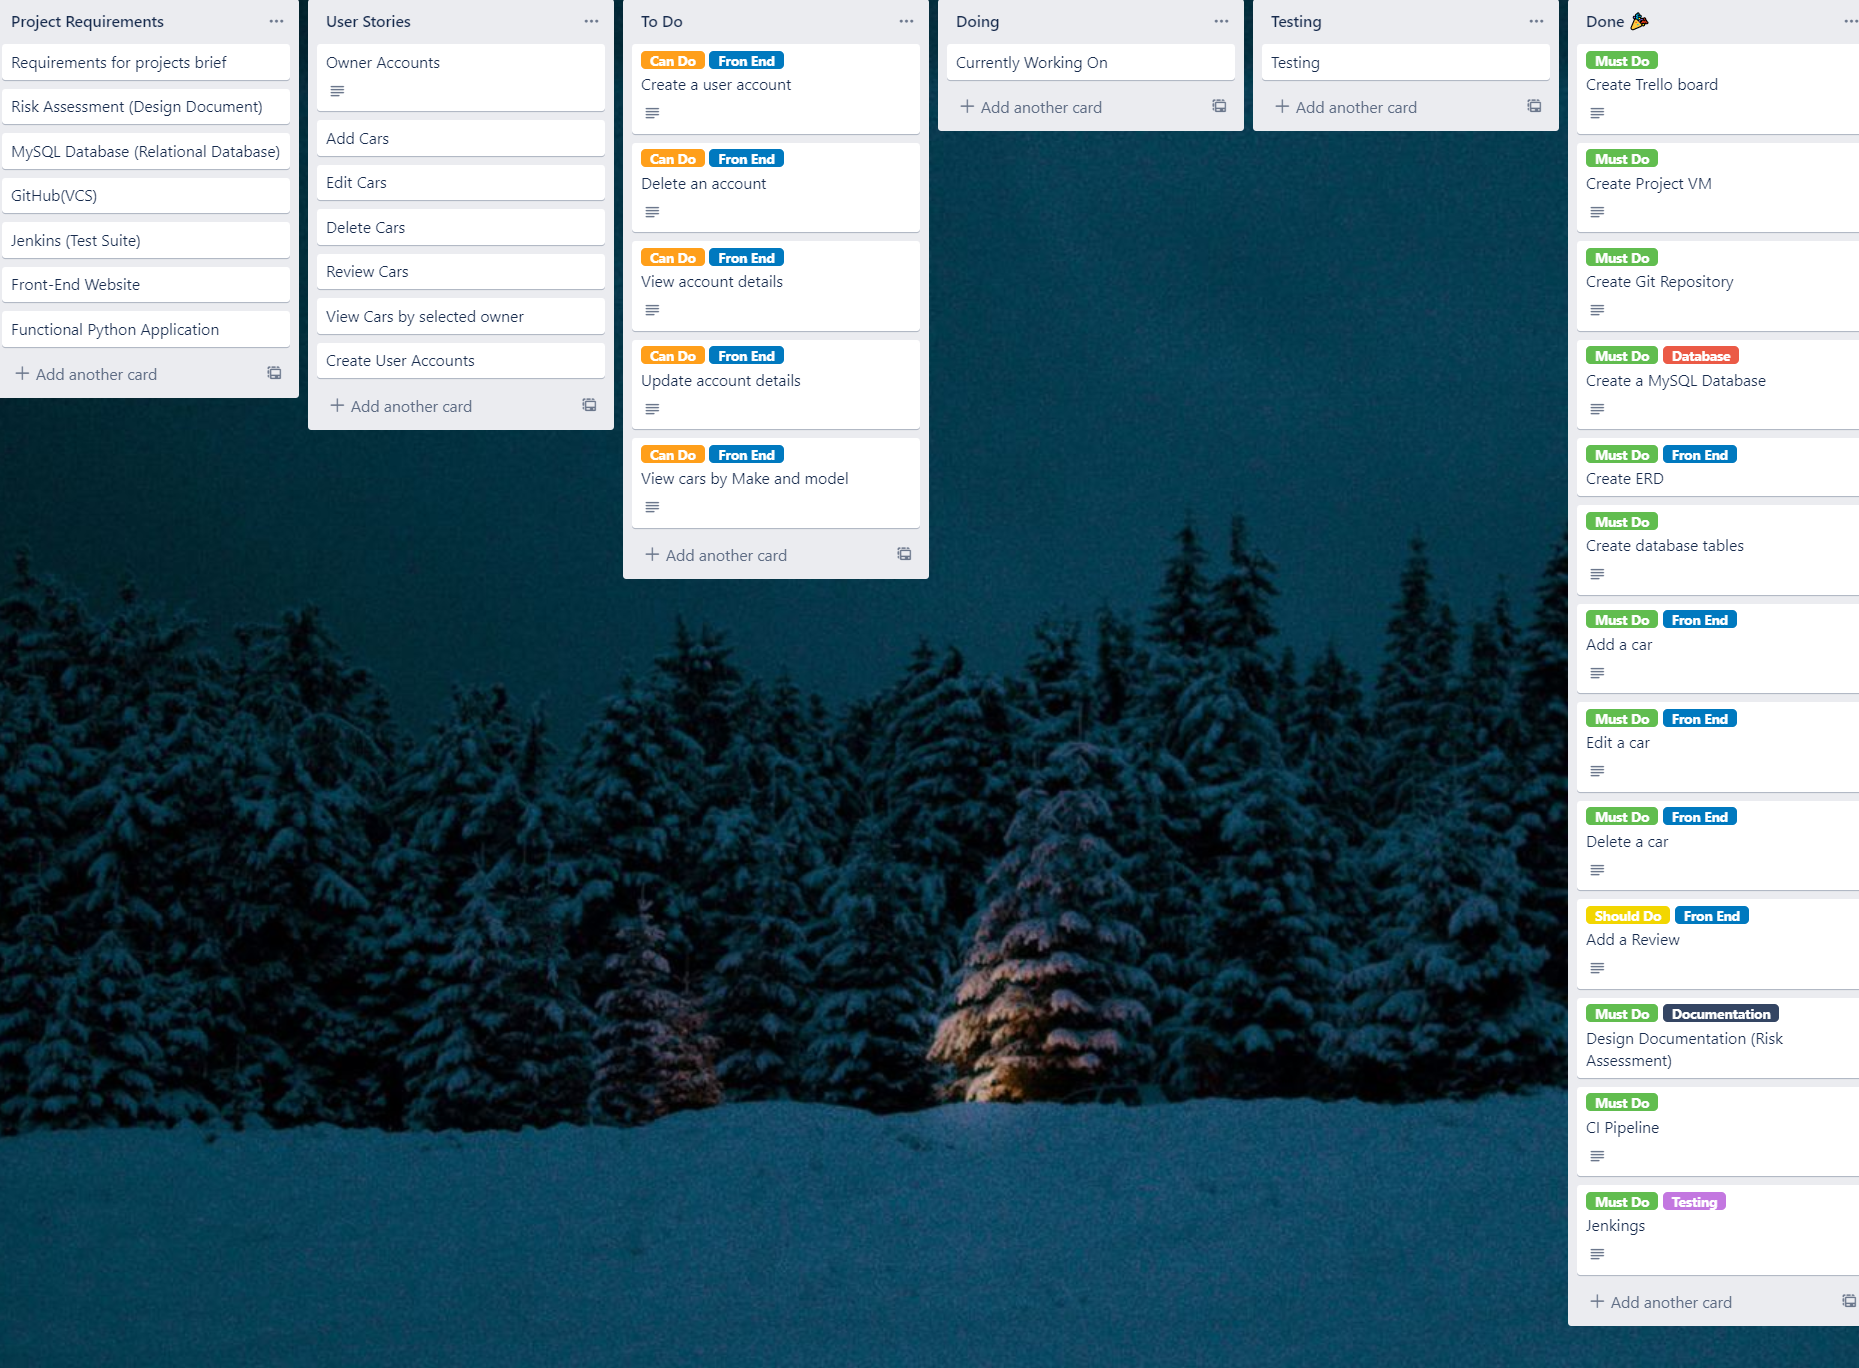 Project Requirements
Requirements for projects brief
Risk Assessment (Design Document)
MySQL Database (Relational Database)
GitHub(VCS)
Jenkins (Test Suite)
Front-End Website
Functional Python Application
+ Add another card
User Stories
Owner Accounts
Add Cars
Edit Cars
Delete Cars
Review Cars
View Cars by selected owner
Create User Accounts
+ Add another card
To Do
Can Do Fron End
Create a user account
Can Do Fron End
Delete an account
Can Do Fron End
View account details
Can Do Fron End
Update account details
Can Do Fron End
View cars by Make and model
+ Add another card
Doing
Currently Working On
+ Add another card
Testing
Testing
+ Add another card
Done 🎉
Must Do
Create Trello board
Must Do
Create Project VM
Must Do
Create Git Repository
Must Do Database
Create a MySQL Database
Must Do Fron End
Create ERD
Must Do
Create database tables
Must Do Fron End
Add a car
Must Do Fron End
Edit a car
Must Do Fron End
Delete a car
Should Do Fron End
Add a Review
Must Do Documentation
Design Documentation (Risk
Assessment)
Must Do
CI Pipeline
Must Do Testing
Jenkings
+ Add another card